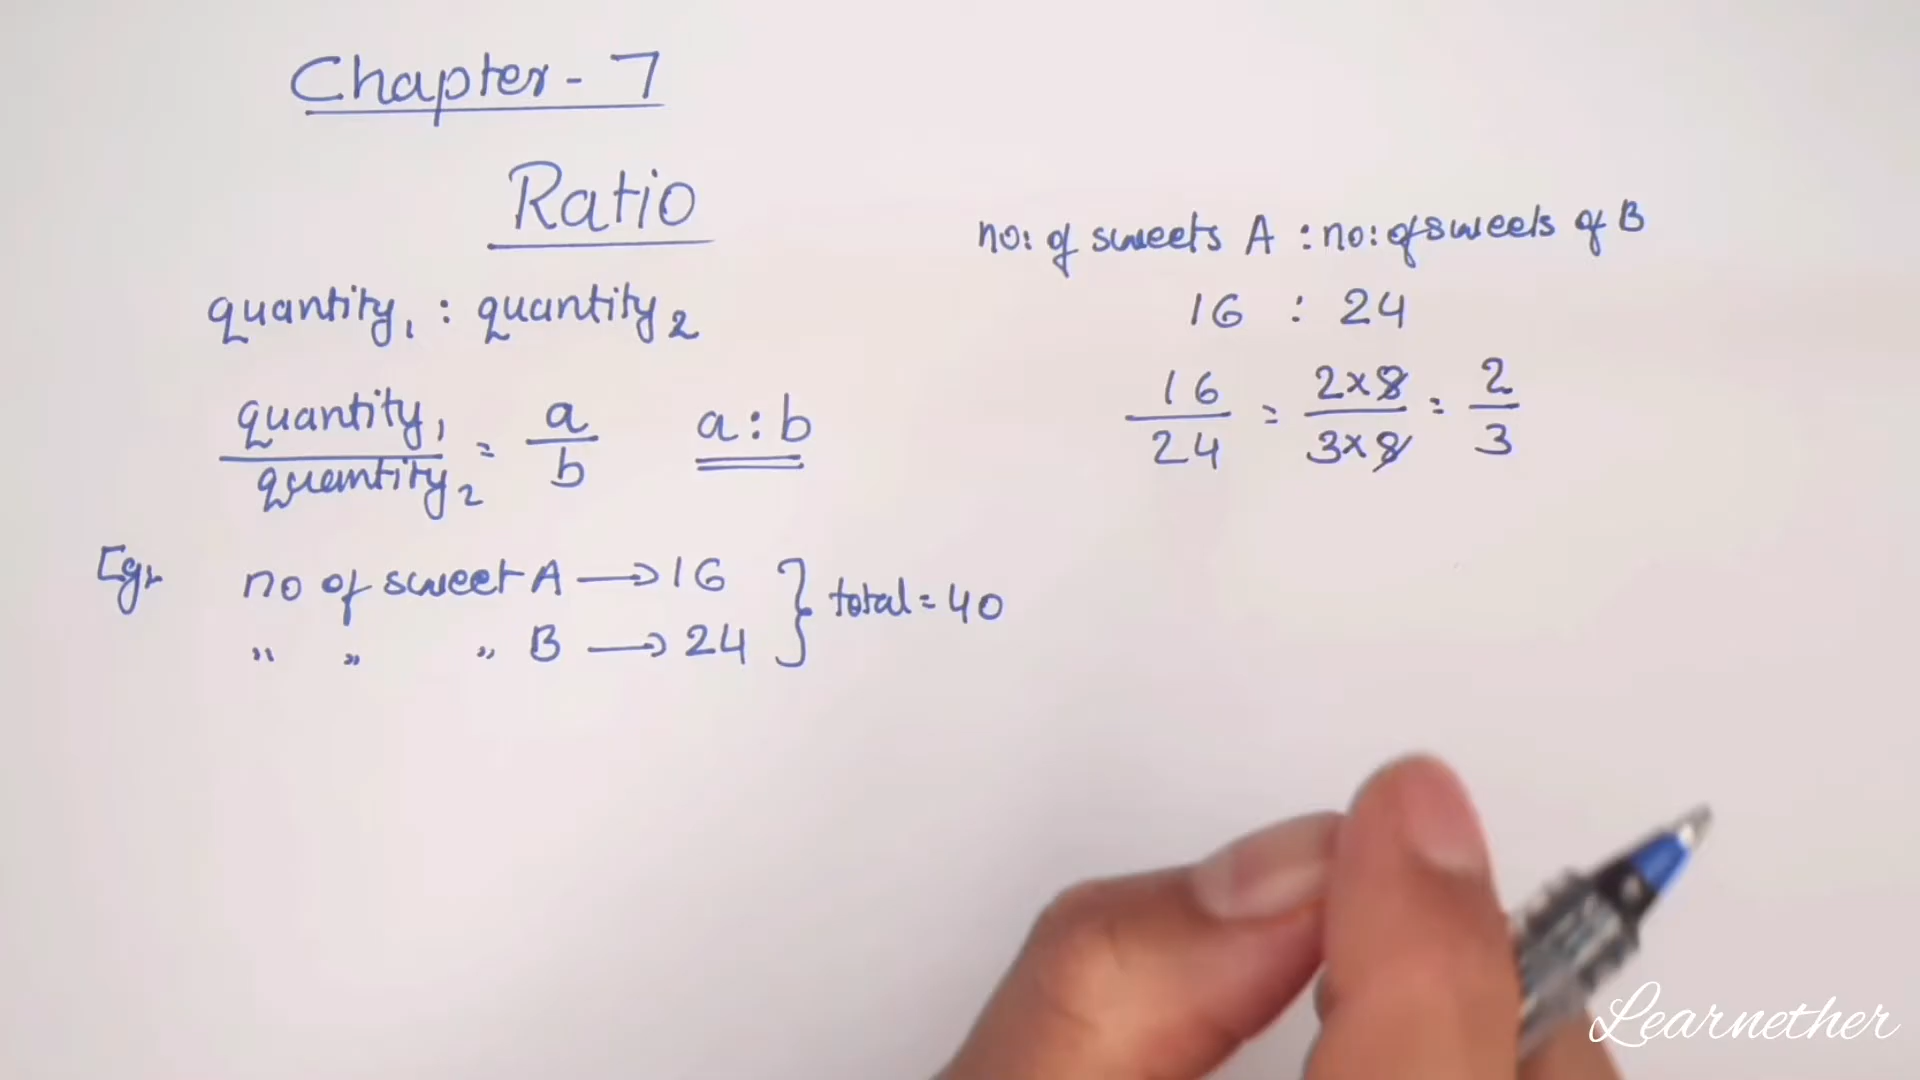 Chapter - 7
Ratio
quantity₁ : quantity₂
quantity₁ / quantity₂ = a / b    a : b
Eg, no of sweet A → 16
" " " B → 24 } total = 40
no: of sweets A : no: of sweets of B
16 : 24
16 / 24 = 2×8 / 3×8 = 2 / 3
Learnether